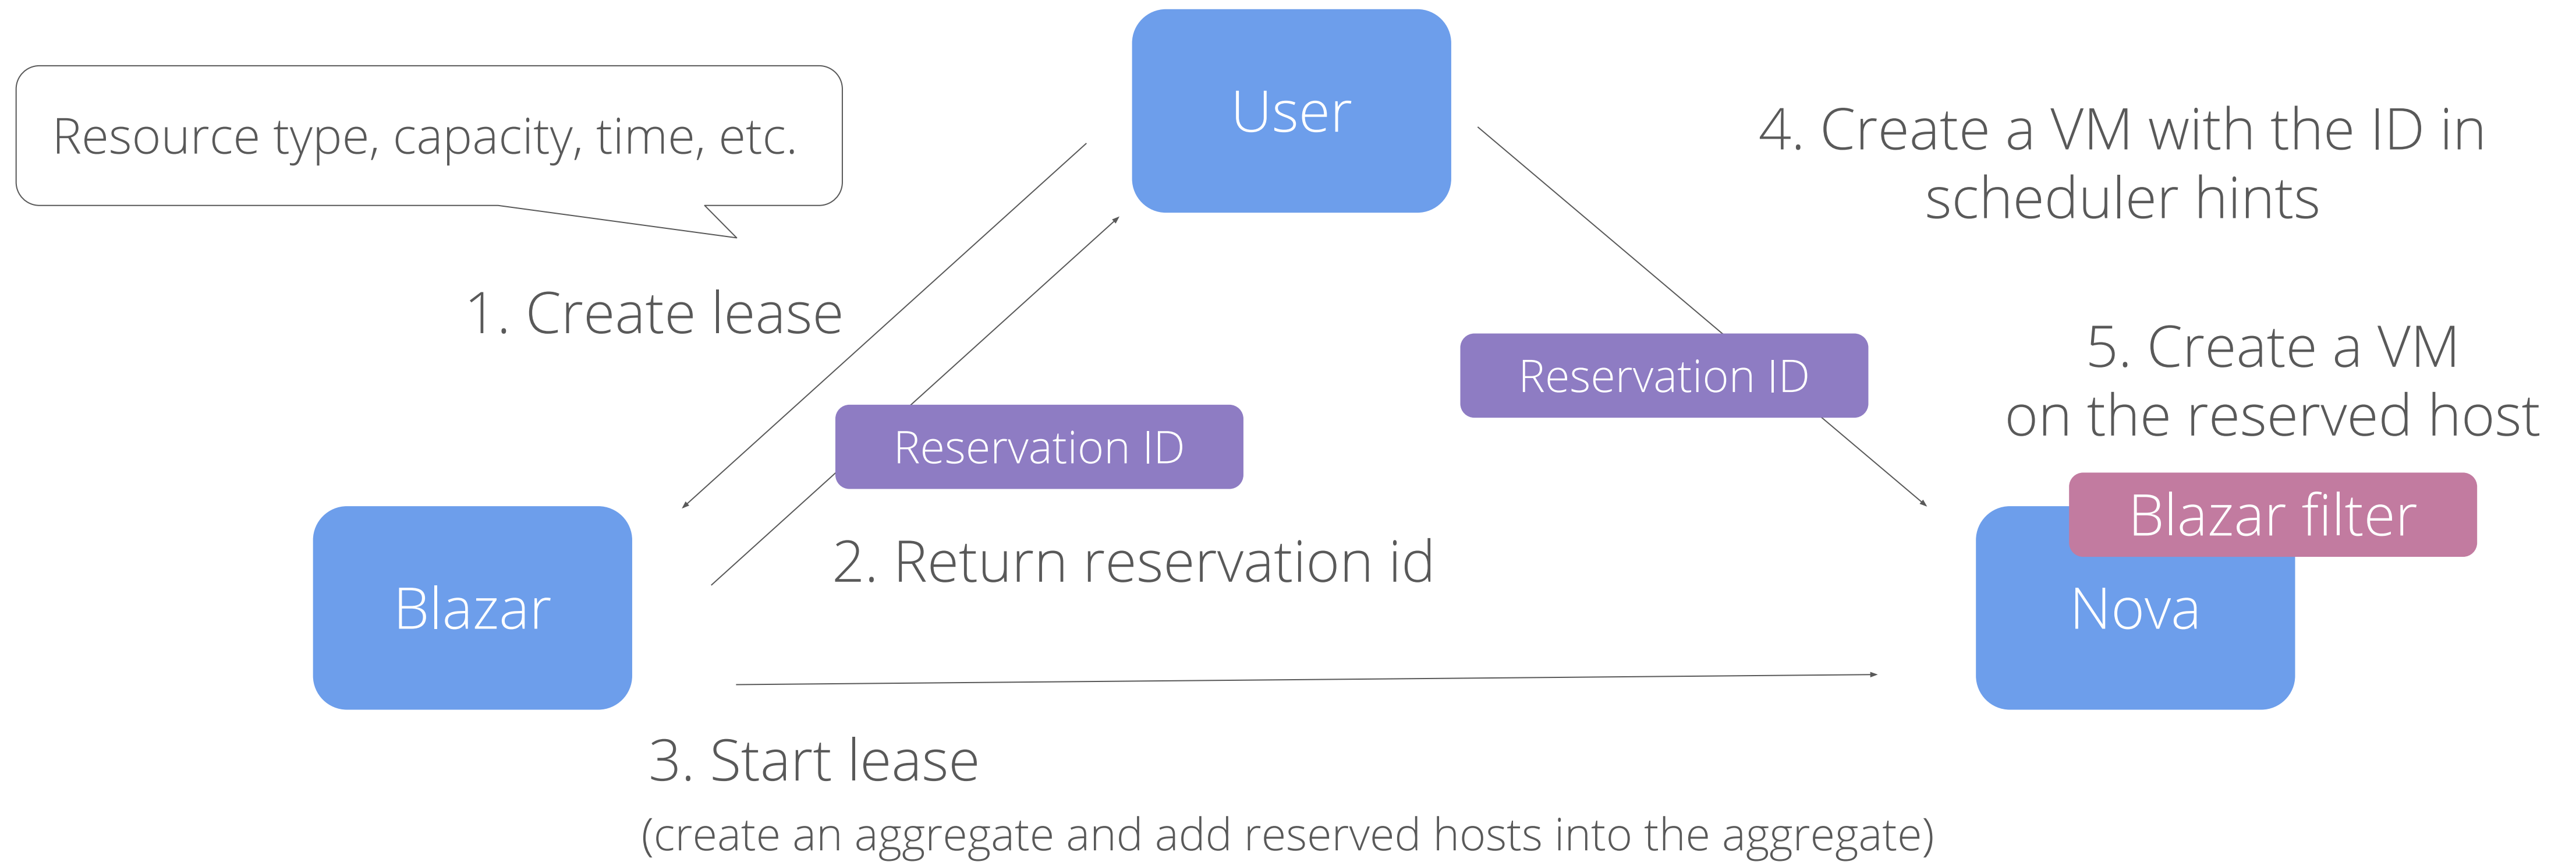 User
Resource type, capacity, time, etc.
4. Create a VM with the ID in
scheduler hints
1. Create lease
Reservation ID
5. Create a VM
on the reserved host
Reservation ID
Blazar filter
2. Return reservation id
Blazar
Nova
3. Start lease
(create an aggregate and add reserved hosts into the aggregate)